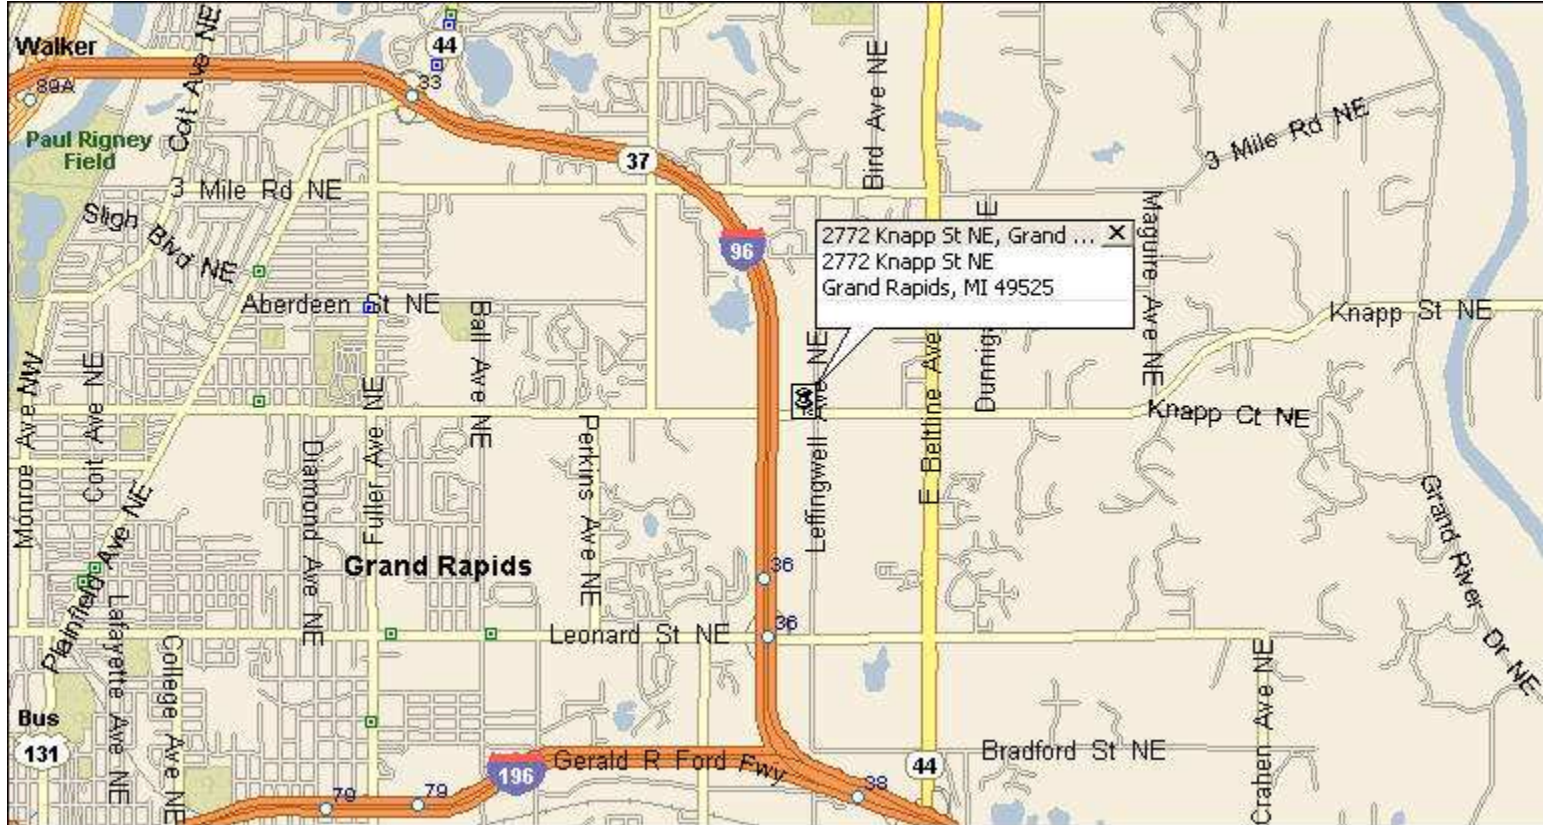 Walker
44
89A
33
Coit Ave NE
Paul Rigney
Field
37
Bird Ave NE
3 Mile Rd NE
3 Mile Rd NE
Sligh Blvd NE
96
2772 Knapp St NE, Grand ...
2772 Knapp St NE
Grand Rapids, MI 49525
Maguire Ave NE
Aberdeen St NE
Ball Ave NE
Knapp St NE
Monroe Ave NW
Coit Ave NE
Fuller Ave NE
Diamond Ave NE
Perkins Ave NE
Leffingwell Ave NE
E Beltline Ave
Knapp Ct NE
Plainfield Ave NE
Grand Rapids
36
36
Leonard St NE
Grand River Dr NE
Lafayette Ave NE
College Ave NE
Crahen Ave NE
Bus
131
196
Gerald R Ford Fwy
44
Bradford St NE
79
79
38